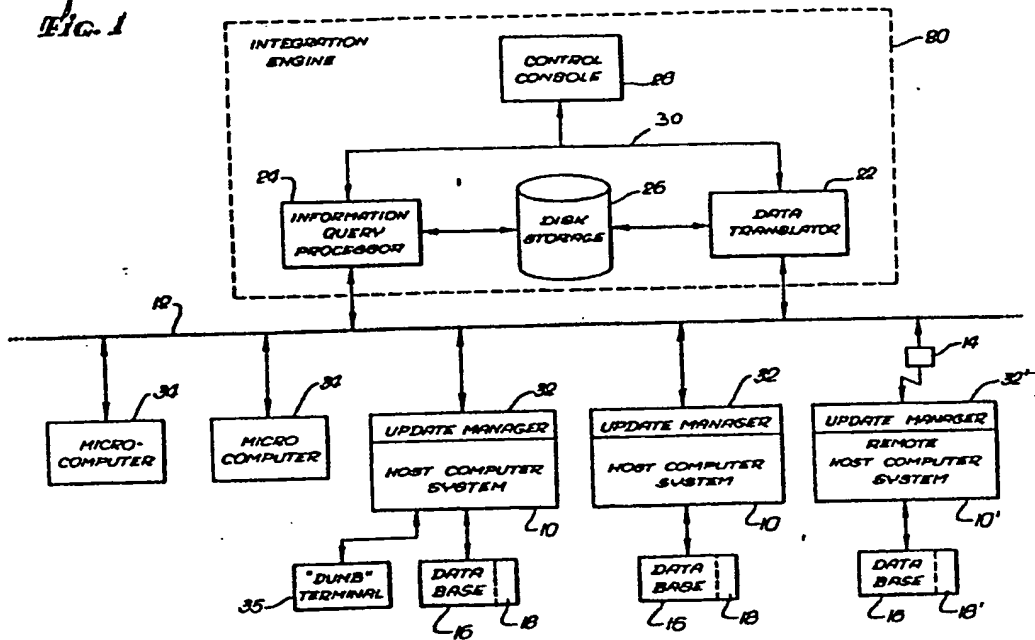 FIG. 1
INTEGRATION
ENGINE
20
CONTROL
CONSOLE
28
30
24
INFORMATION
QUERY
PROCESSOR
26
DISK
STORAGE
22
DATA
TRANSLATOR
12
14
34
MICRO-
COMPUTER
34
MICRO
COMPUTER
32
UPDATE MANAGER
HOST COMPUTER
SYSTEM
10
32
UPDATE MANAGER
HOST COMPUTER
SYSTEM
10
32'
UPDATE MANAGER
REMOTE
HOST COMPUTER
SYSTEM
10'
35
"DUMB"
TERMINAL
DATA
BASE
16
18
DATA
BASE
16
18
DATA
BASE
16
18'